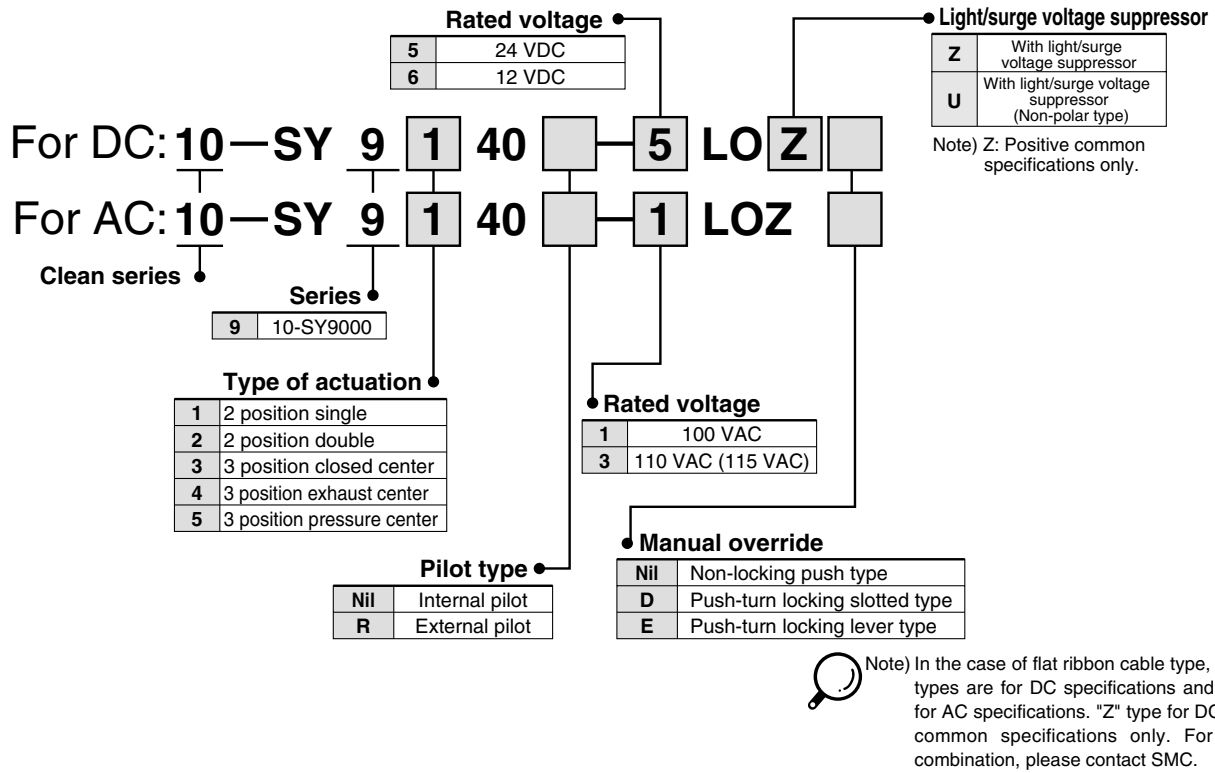 Rated voltage
5 24 VDC
6 12 VDC
Light/surge voltage suppressor
Z With light/surge
voltage suppressor
U With light/surge voltage
suppressor
(Non-polar type)
Note) Z: Positive common
specifications only.
For DC: 10-SY 9 1 40 - 5 LO Z
For AC: 10-SY 9 1 40 - 1 LOZ
Clean series
Series
9 10-SY9000
Type of actuation
1 2 position single
2 2 position double
3 3 position closed center
4 3 position exhaust center
5 3 position pressure center
Rated voltage
1 100 VAC
3 110 VAC (115 VAC)
Pilot type
Nil Internal pilot
R External pilot
Manual override
Nil Non-locking push type
D Push-turn locking slotted type
E Push-turn locking lever type
Note) In the case of flat ribbon cable type,
types are for DC specifications and
for AC specifications. "Z" type for DC
common specifications only. For
combination, please contact SMC.